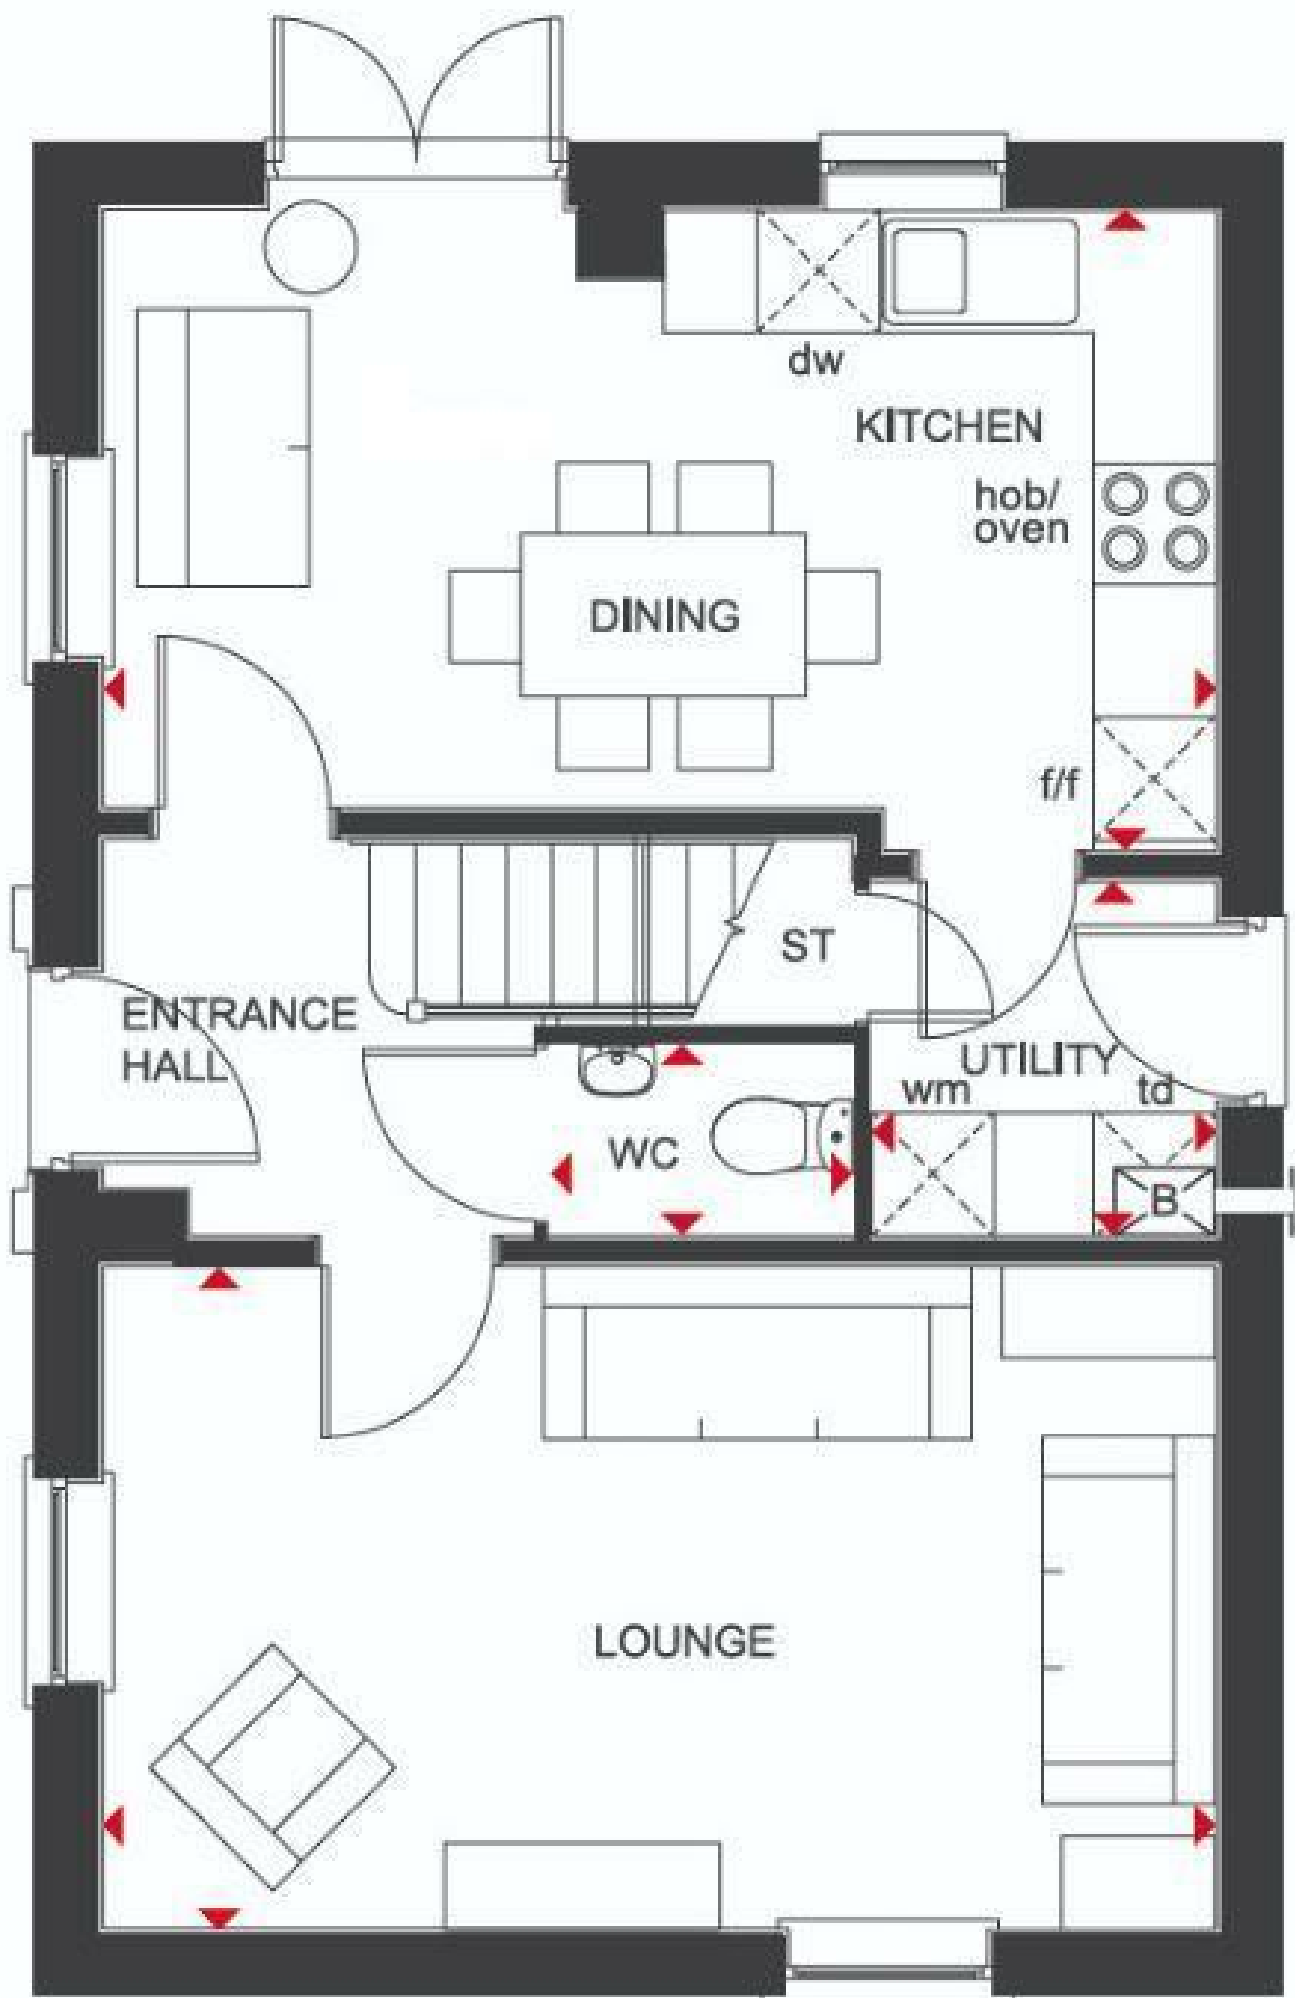 dw
KITCHEN
hob/
oven
DINING
f/f
ST
ENTRANCE
HALL
UTILITY
wm
td
WC
B
LOUNGE